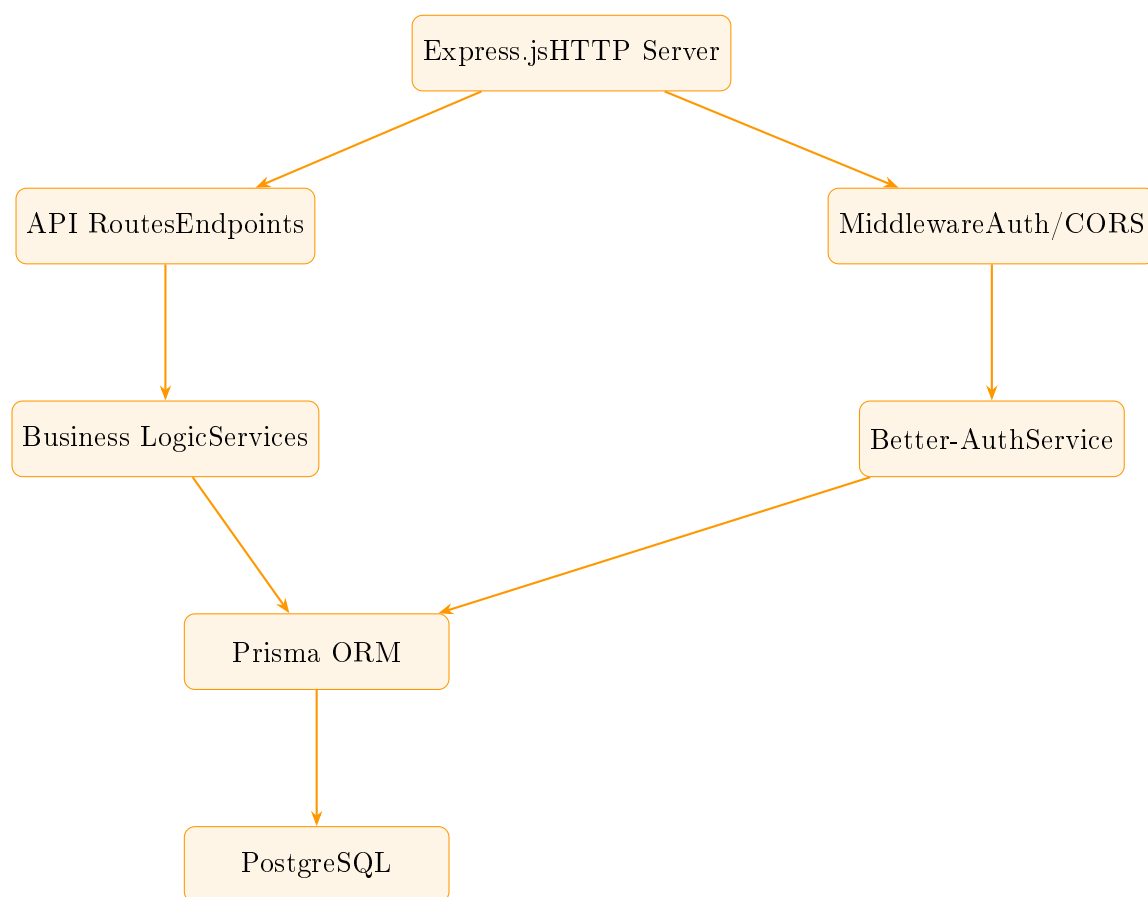 Express.jsHTTP Server
API RoutesEndpoints
MiddlewareAuth/CORS
Business LogicServices
Better-AuthService
Prisma ORM
PostgreSQL